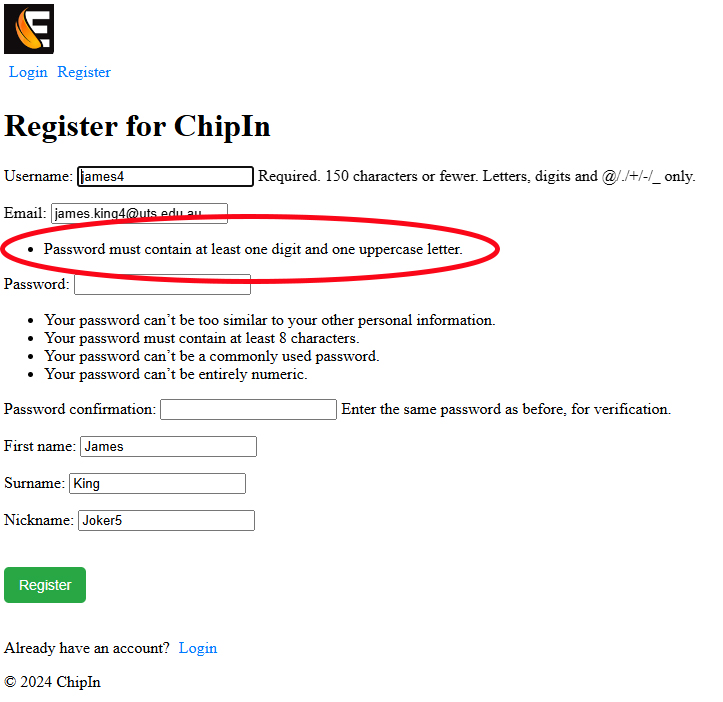 Login Register
Register for ChipIn
Username: james4 Required. 150 characters or fewer. Letters, digits and @/./+/-/_ only.
Email: james.king4@uts.edu.au
• Password must contain at least one digit and one uppercase letter.
Password:
• Your password can’t be too similar to your other personal information.
• Your password must contain at least 8 characters.
• Your password can’t be a commonly used password.
• Your password can’t be entirely numeric.
Password confirmation: Enter the same password as before, for verification.
First name: James
Surname: King
Nickname: Joker5
Register
Already have an account? Login
© 2024 ChipIn